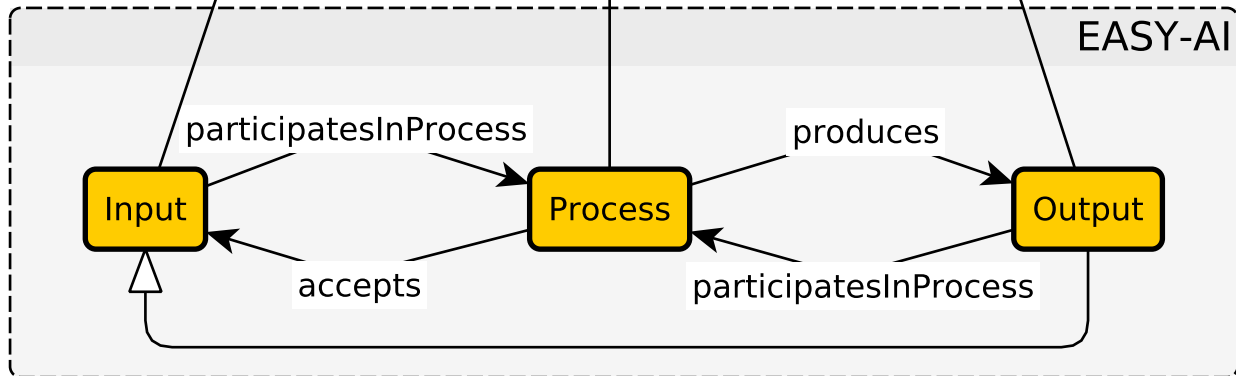 EASY-AI
participatesInProcess
produces
Input
Process
Output
accepts
participatesInProcess